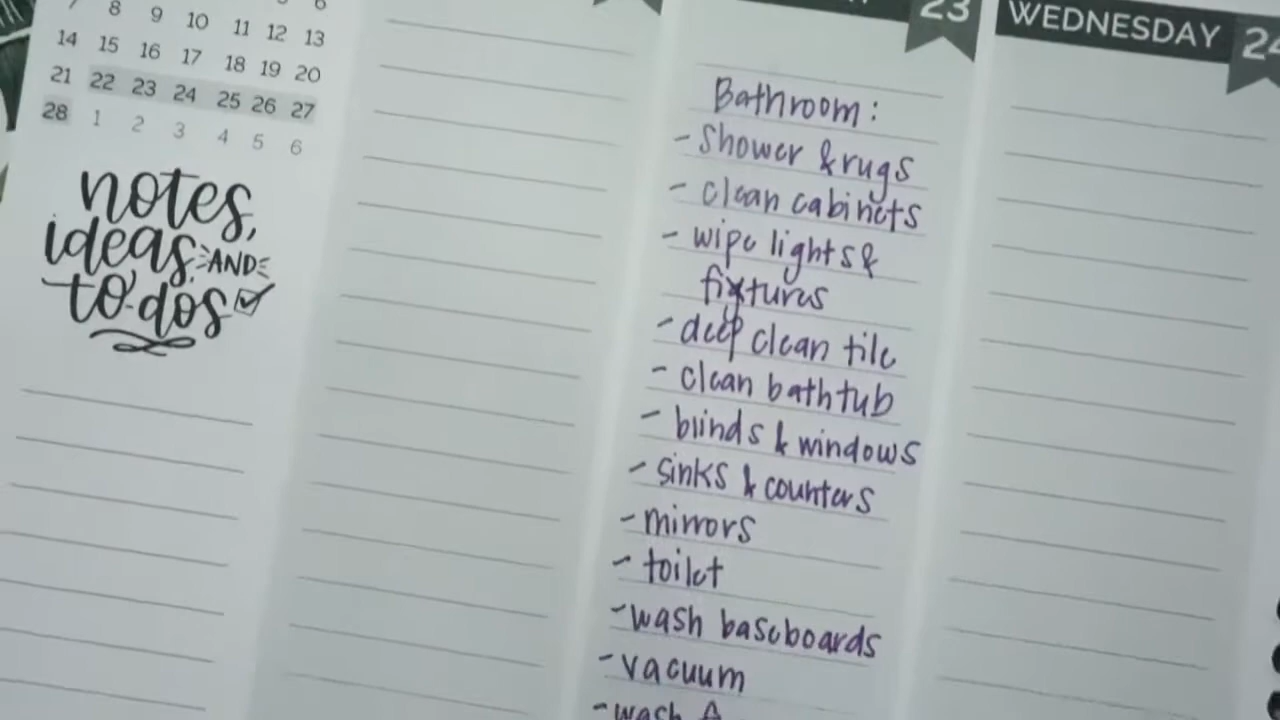 8 9 10 11 12 13
14 15 16 17 18 19 20
21 22 23 24 25 26 27
28 1 2 3 4 5 6
notes,
ideas, AND
to-dos
23
Bathroom:
- Shower & rugs
- clean cabinets
- wipe lights &
fixtures
- deep clean tile
- clean bathtub
- blinds & windows
- sinks & counters
- mirrors
- toilet
- wash baseboards
- vacuum
- wash
WEDNESDAY 24